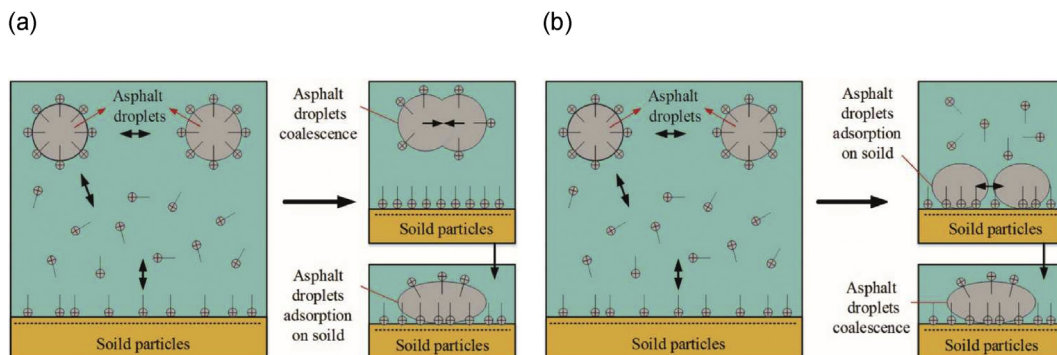 (a)
Asphalt
droplets
Soild particles
Asphalt
droplets
coalescence
Soild particles
Asphalt
droplets
adsorption
on soild
Soild particles
(b)
Asphalt
droplets
Soild particles
Asphalt
droplets
adsorption
on soild
Soild particles
Asphalt
droplets
coalescence
Soild particles